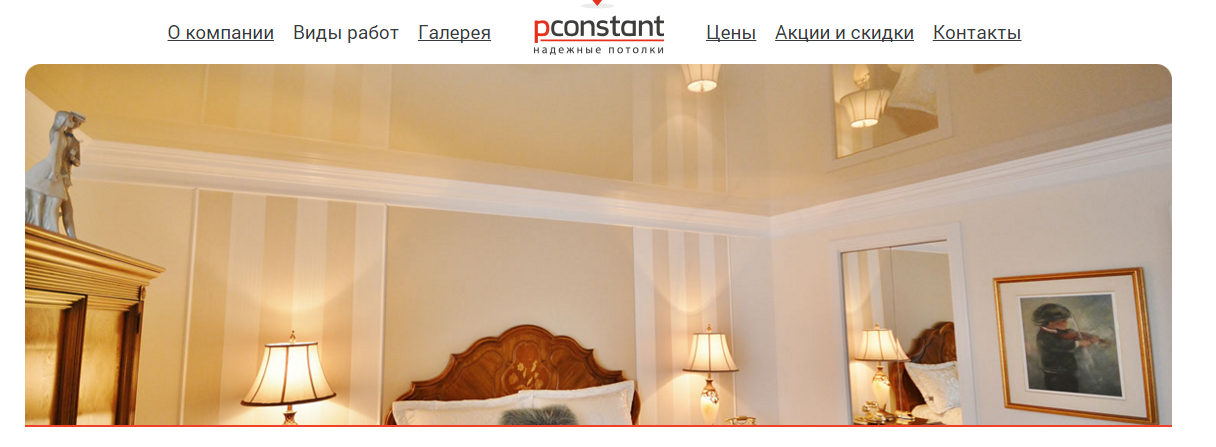 О компании Виды работ Галерея pconstant Цены Акции и скидки Контакты
надежные потолки